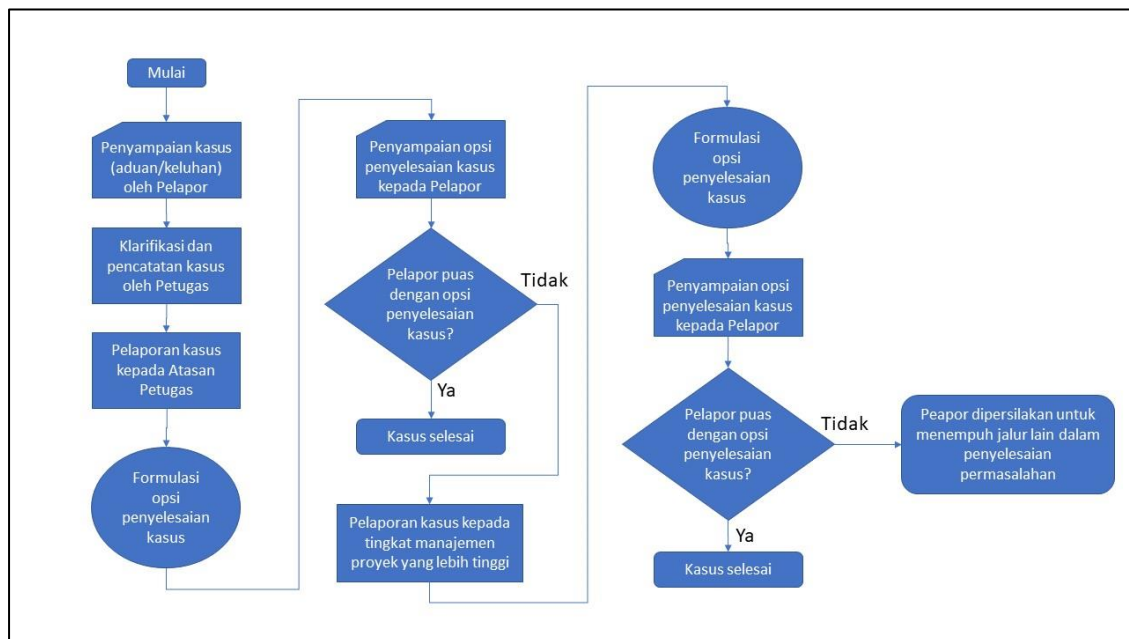 Mulai
Penyampaian kasus
(aduan/keluhan)
oleh Pelapor
Klarifikasi dan
pencatatan kasus
oleh Petugas
Pelaporan kasus
kepada Atasan
Petugas
Formulasi
opsi
penyelesaian
kasus
Penyampaian opsi
penyelesaian kasus
kepada Pelapor
Pelapor puas
dengan opsi
penyelesaian
kasus?
Tidak
Ya
Kasus selesai
Pelaporan kasus kepada
tingkat manajemen
proyek yang lebih tinggi
Formulasi
opsi
penyelesaian
kasus
Penyampaian opsi
penyelesaian kasus
kepada Pelapor
Pelapor puas
dengan opsi
penyelesaian
kasus?
Tidak
Ya
Kasus selesai
Peapor dipersilakan untuk
menempuh jalur lain dalam
penyelesaian
permasalahan